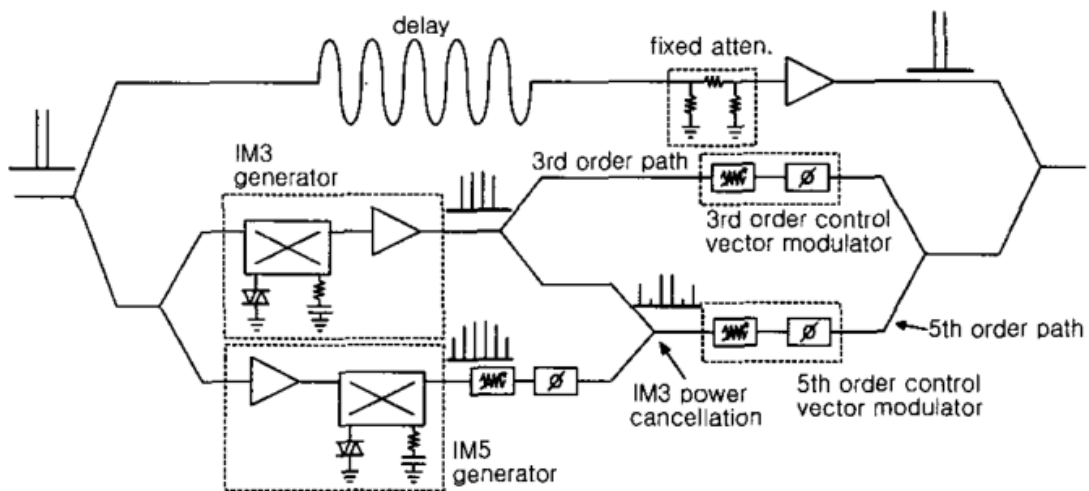 delay
fixed atten.
IM3
generator
3rd order path
3rd order control
vector modulator
5th order path
IM3 power
cancellation
5th order control
vector modulator
IM5
generator